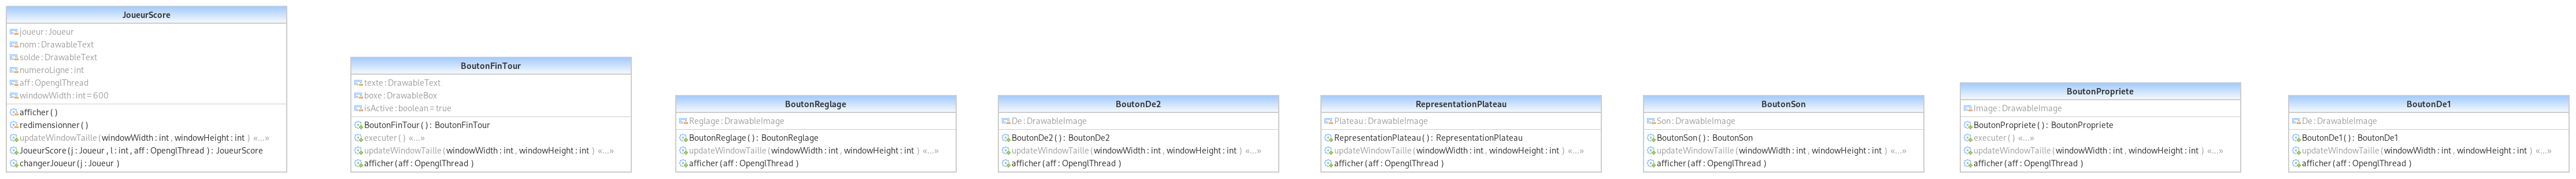 JoueurScore
joueur : Joueur
nom : DrawableText
solde : DrawableText
numeroLigne : int
aff : OpenglThread
windowWidth : int = 600
afficher ( )
redimensionner ( )
updateWindowTaille ( windowWidth : int , windowHeight : int ) «...»
JoueurScore ( j : Joueur , l : int , aff : OpenglThread ) : JoueurScore
changerJoueur ( j : Joueur )
BoutonFinTour
texte : DrawableText
boxe : DrawableBox
isActive : boolean = true
BoutonFinTour ( ) : BoutonFinTour
executer ( ) «...»
updateWindowTaille ( windowWidth : int , windowHeight : int ) «...»
afficher ( aff : OpenglThread )
BoutonReglage
Reglage : DrawableImage
BoutonReglage ( ) : BoutonReglage
updateWindowTaille ( windowWidth : int , windowHeight : int ) «...»
afficher ( aff : OpenglThread )
BoutonDe2
De : DrawableImage
BoutonDe2 ( ) : BoutonDe2
updateWindowTaille ( windowWidth : int , windowHeight : int ) «...»
afficher ( aff : OpenglThread )
RepresentationPlateau
Plateau : DrawableImage
RepresentationPlateau ( ) : RepresentationPlateau
updateWindowTaille ( windowWidth : int , windowHeight : int ) «...»
afficher ( aff : OpenglThread )
BoutonSon
Son : DrawableImage
BoutonSon ( ) : BoutonSon
updateWindowTaille ( windowWidth : int , windowHeight : int ) «...»
afficher ( aff : OpenglThread )
BoutonPropriete
image : DrawableImage
BoutonPropriete ( ) : BoutonPropriete
executer ( ) «...»
updateWindowTaille ( windowWidth : int , windowHeight : int ) «...»
afficher ( aff : OpenglThread )
BoutonDe1
De : DrawableImage
BoutonDe1 ( ) : BoutonDe1
updateWindowTaille ( windowWidth : int , windowHeight : int ) «...»
afficher ( aff : OpenglThread )